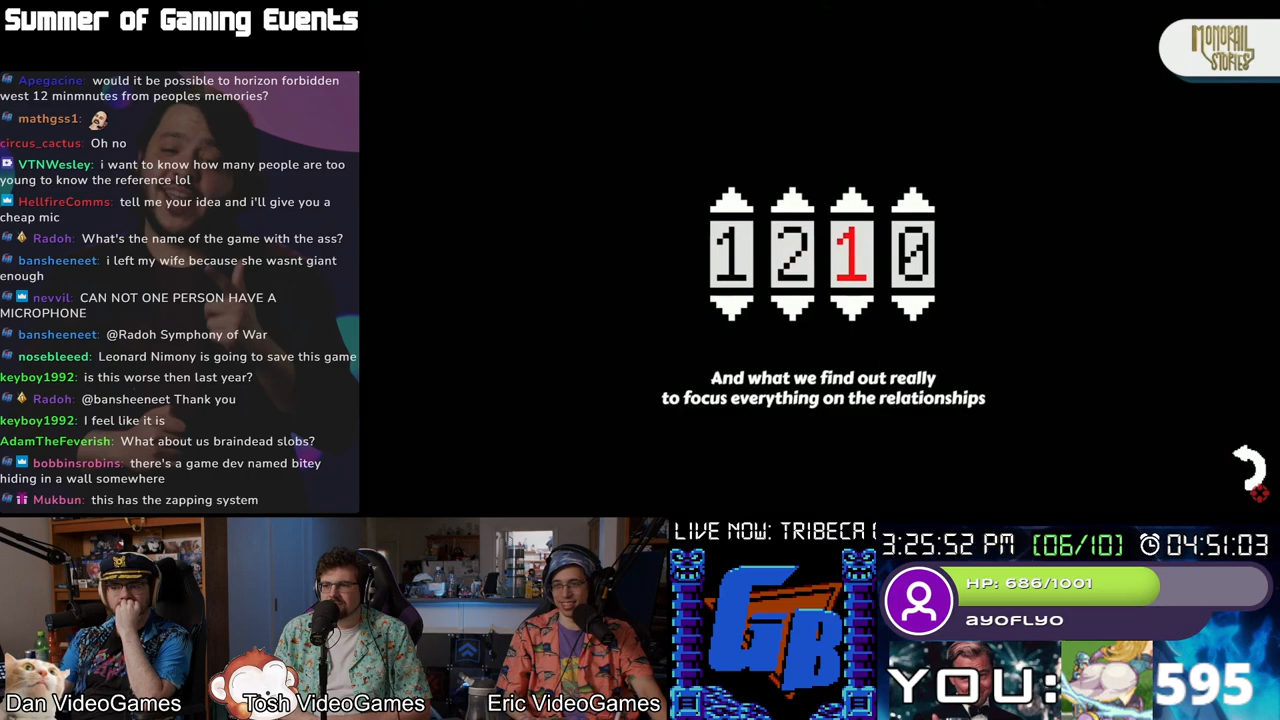 Summer of Gaming Events
MONORAIL
STORIES
Apegacine: would it be possible to horizon forbidden
west 12 minmnutes from peoples memories?
mathgss1:
circus_cactus: Oh no
VTNWesley: i want to know how many people are too
young to know the reference lol
HellfireComms: tell me your idea and i'll give you a
cheap mic
Radoh: What's the name of the game with the ass?
bansheeneet: i left my wife because she wasnt giant
enough
nevvil: CAN NOT ONE PERSON HAVE A
MICROPHONE
bansheeneet: @Radoh Symphony of War
nosebleeed: Leonard Nimony is going to save this game
keyboy1992: is this worse then last year?
Radoh: @bansheeneet Thank you
keyboy1992: I feel like it is
AdamTheFeverish: What about us braindead slobs?
bobbinsrobins: there's a game dev named bitey
hiding in a wall somewhere
Mukbun: this has the zapping system
1210
And what we find out really
to focus everything on the relationships
LIVE NOW: TRIBECA
3:25:52 PM [06/10] 04:51:03
HP: 686/1001
ayoflyo
GB
YOU: 595
Dan VideoGames
Tosh VideoGames
Eric VideoGames